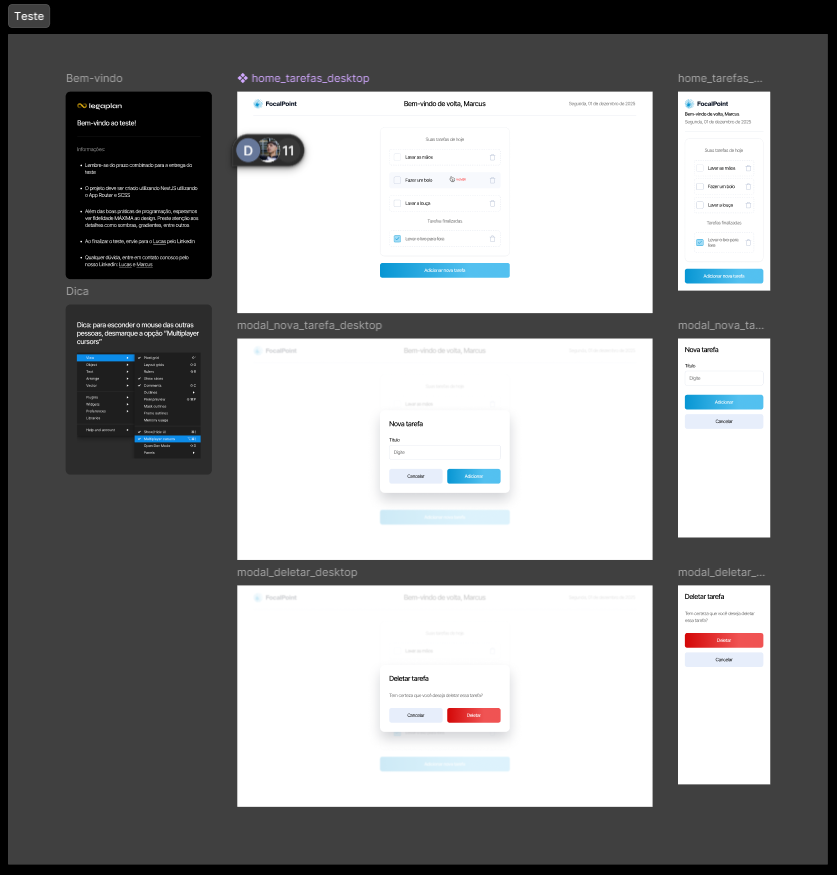 Teste
Bem-vindo
legaplan
Bem-vindo ao teste!
Informações
Lembre-se do prazo combinado para a entrega do
teste
O projeto deve ser criado utilizando NextJS utilizando
o App Router e SCSS
Além das boas práticas de programação, esperamos
ver fidelidade MÁXIMA ao design. Preste atenção aos
detalhes como sombras, gradientes, entre outros.
Ao finalizar o teste, envie para o Lucas pelo LinkedIn
Qualquer dúvida, entre em contato conosco pelo
nosso LinkedIn: Lucas e Marcus
Dica
Dica: para esconder o mouse das outras
pessoas, desmarque a opção "Multiplayer
cursors"
View
Object
Text
Arrange
Vector
Plugins
Widgets
Preferences
Libraries
Help and account
Pixel grid
Layout grids
Rulers
Show slices
Comments
Outlines
Pixel preview
Mask outlines
Frame outlines
Memory usage
Show/Hide UI
Multiplayer cursors
Open Dev Mode
Panels
home_tarefas_desktop
FocalPoint
Bem-vindo de volta, Marcus
Segunda, 01 de dezembro de 2025
D
11
Suas tarefas de hoje
Lavar as mãos
Fazer um bolo
Lavar a louça
Tarefas finalizadas
Levar o lixo para fora
Adicionar nova tarefa
home_tarefas_...
FocalPoint
Bem-vindo de volta, Marcus
Segunda, 01 de dezembro de 2025
Suas tarefas de hoje
Lavar as mãos
Fazer um bolo
Lavar a louça
Tarefas finalizadas
Levar o lixo para
fora
Adicionar nova tarefa
modal_nova_tarefa_desktop
FocalPoint
Bem-vindo de volta, Marcus
Nova tarefa
Título
Digite
Cancelar
Adicionar
modal_nova_ta...
Nova tarefa
Título
Digite
Adicionar
Cancelar
modal_deletar_desktop
FocalPoint
Bem-vindo de volta, Marcus
Deletar tarefa
Tem certeza que você deseja deletar essa tarefa?
Cancelar
Deletar
modal_deletar_...
Deletar tarefa
Tem certeza que você deseja deletar
essa tarefa?
Deletar
Cancelar